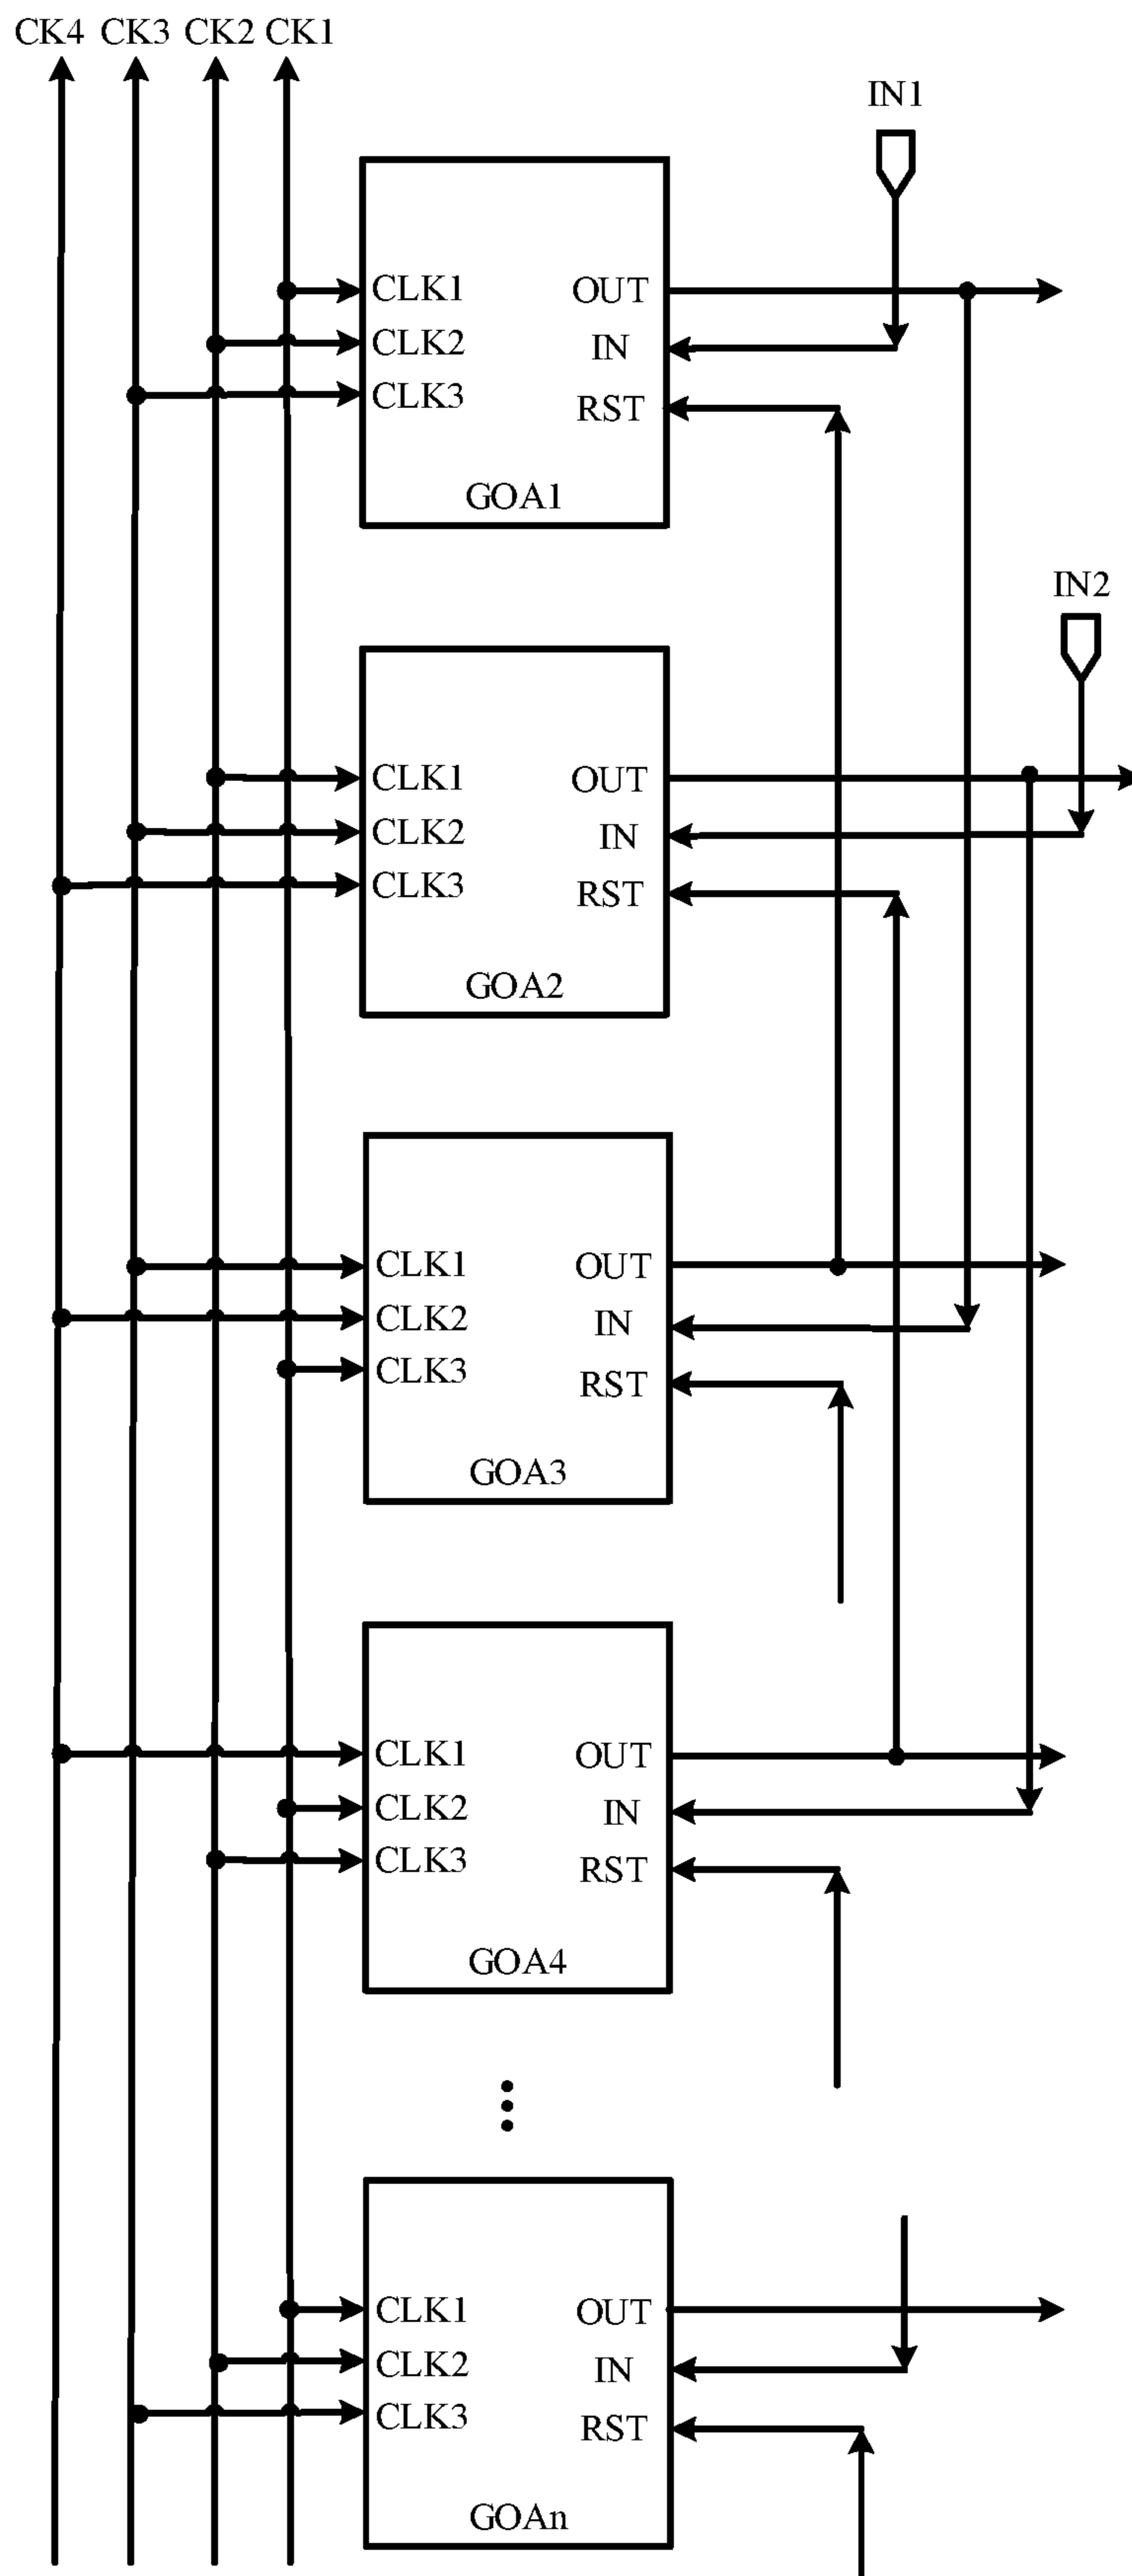 CK4 CK3 CK2 CK1
IN1
CLK1 OUT
CLK2 IN
CLK3 RST
GOA1
IN2
CLK1 OUT
CLK2 IN
CLK3 RST
GOA2
CLK1 OUT
CLK2 IN
CLK3 RST
GOA3
CLK1 OUT
CLK2 IN
CLK3 RST
GOA4
CLK1 OUT
CLK2 IN
CLK3 RST
GOAn